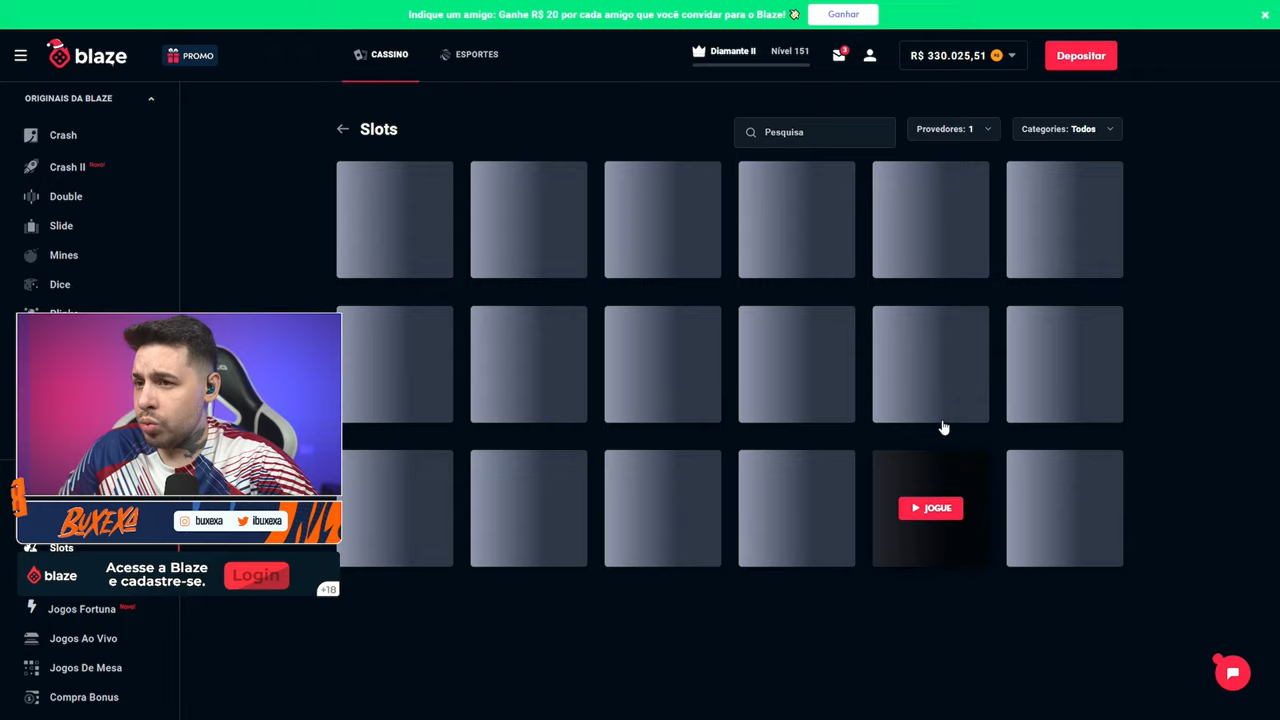 Indique um amigo: Ganhe R$ 20 por cada amigo que você convidar para o Blaze!
Ganhar
blaze
PROMO
CASSINO
ESPORTES
Diamante II
Nível 151
3
R$ 330.025,51
R$
Depositar
ORIGINAIS DA BLAZE
Crash
Crash II Novo!
Double
Slide
Mines
Dice
Slots
Pesquisa
Provedores: 1
Categories: Todos
JOGUE
BUXEXA
buxexa
ibuxexa
Slots
blaze
Acesse a Blaze
e cadastre-se.
Login
+18
Jogos Fortuna Novo!
Jogos Ao Vivo
Jogos De Mesa
Compra Bonus